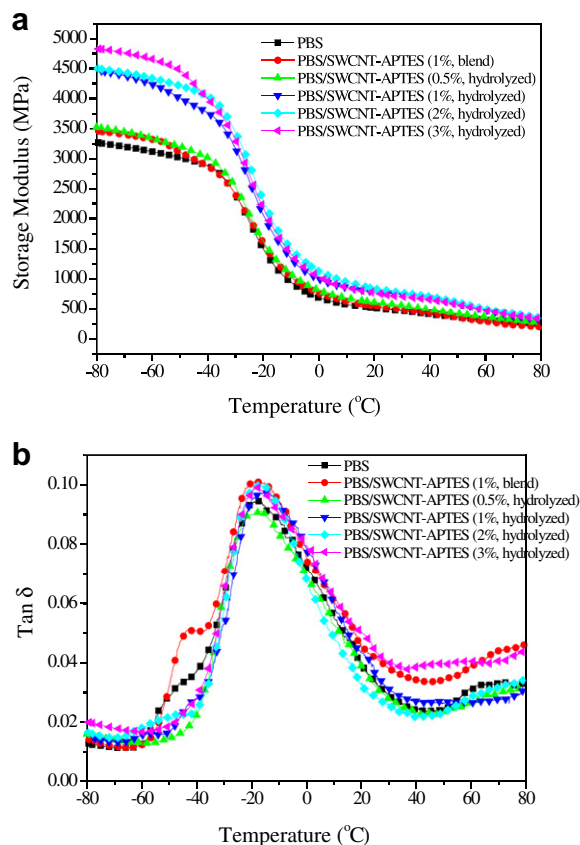 a
PBS
PBS/SWCNT-APTES (1%, blend)
PBS/SWCNT-APTES (0.5%, hydrolyzed)
PBS/SWCNT-APTES (1%, hydrolyzed)
PBS/SWCNT-APTES (2%, hydrolyzed)
PBS/SWCNT-APTES (3%, hydrolyzed)
5000
4500
4000
3500
3000
2500
2000
1500
1000
500
0
Storage Modulus (MPa)
-80 -60 -40 -20 0 20 40 60 80
Temperature (°C)
b
PBS
PBS/SWCNT-APTES (1%, blend)
PBS/SWCNT-APTES (0.5%, hydrolyzed)
PBS/SWCNT-APTES (1%, hydrolyzed)
PBS/SWCNT-APTES (2%, hydrolyzed)
PBS/SWCNT-APTES (3%, hydrolyzed)
0.10
0.08
0.06
0.04
0.02
0.00
Tan δ
-80 -60 -40 -20 0 20 40 60 80
Temperature (°C)